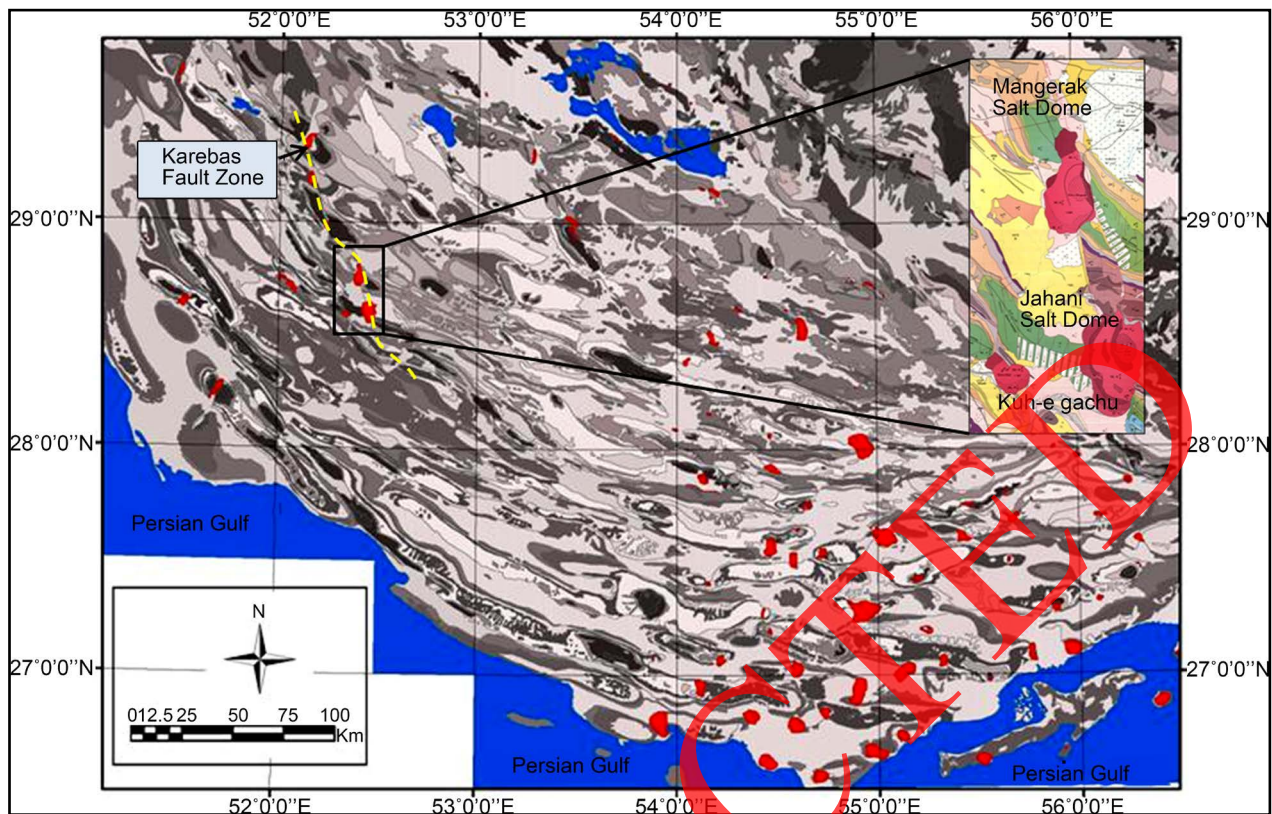 52°0'0''E 53°0'0''E 54°0'0''E 55°0'0''E 56°0'0''E
Mangerak
Salt Dome
Karebas
Fault Zone
29°0'0''N 29°0'0''N
Jahani
Salt Dome
Kuh-e gachu
28°0'0''N 28°0'0''N
Persian Gulf
N
27°0'0''N 27°0'0''N
012.5 25 50 75 100
Km
Persian Gulf
Persian Gulf
52°0'0''E 53°0'0''E 54°0'0''E 55°0'0''E 56°0'0''E
CTED